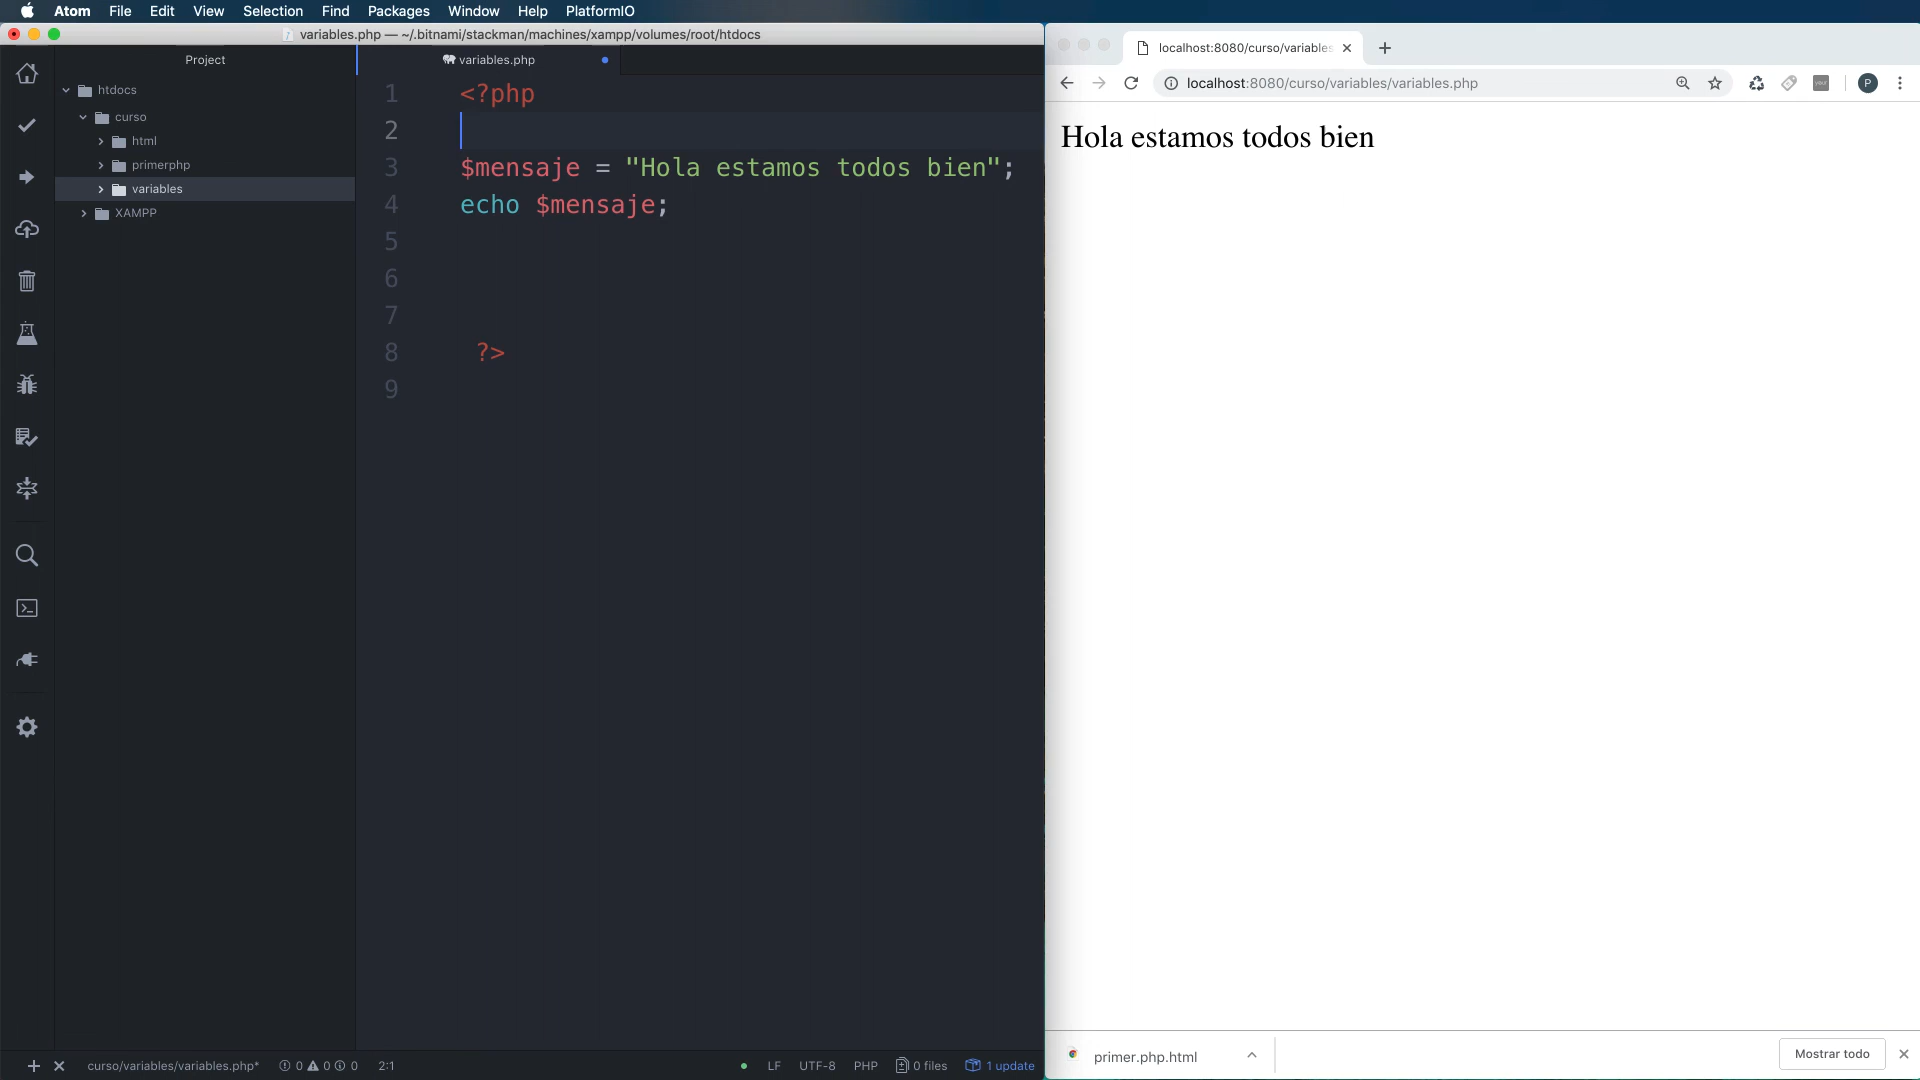 Atom File Edit View Selection Find Packages Window Help PlatformIO
variables.php — ~/.bitnami/stackman/machines/xampp/volumes/root/htdocs
Project
htdocs
curso
html
primerphp
variables
XAMPP
variables.php
1 <?php
2
3 $mensaje = "Hola estamos todos bien";
4 echo $mensaje;
5
6
7
8 ?>
9
curso/variables/variables.php* 0 0 0 2:1 LF UTF-8 PHP 0 files 1 update
localhost:8080/curso/variables
localhost:8080/curso/variables/variables.php P
Hola estamos todos bien
primer.php.html Mostrar todo